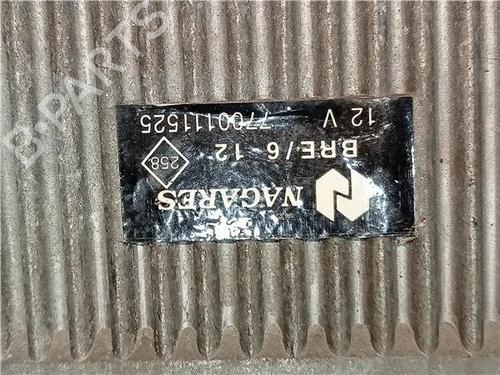 NAGARES
258
BRE/6-12
12 V 7700111525
B-PARTS